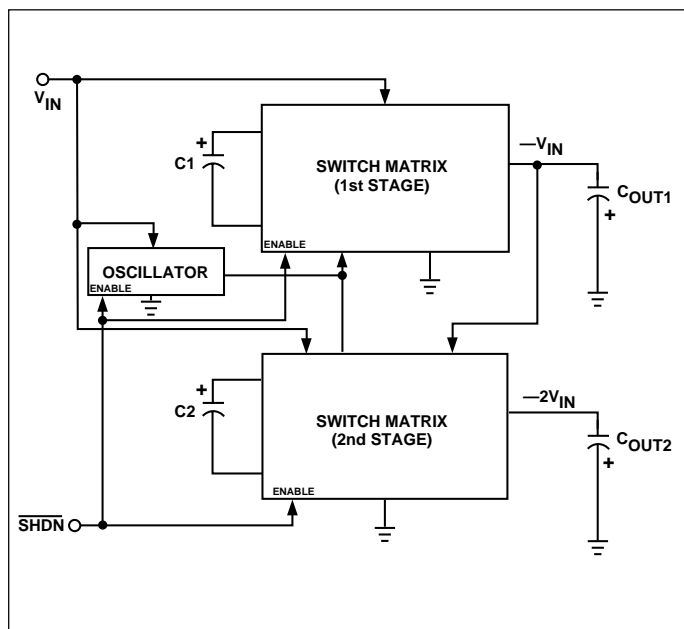 V_IN
+
C1
SWITCH MATRIX
(1st STAGE)
—V_IN
C_OUT1
+
ENABLE
OSCILLATOR
ENABLE
+
C2
SWITCH MATRIX
(2nd STAGE)
—2V_IN
C_OUT2
+
ENABLE
SHDN